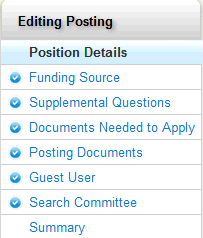 Editing Posting
Position Details
Funding Source
Supplemental Questions
Documents Needed to Apply
Posting Documents
Guest User
Search Committee
Summary